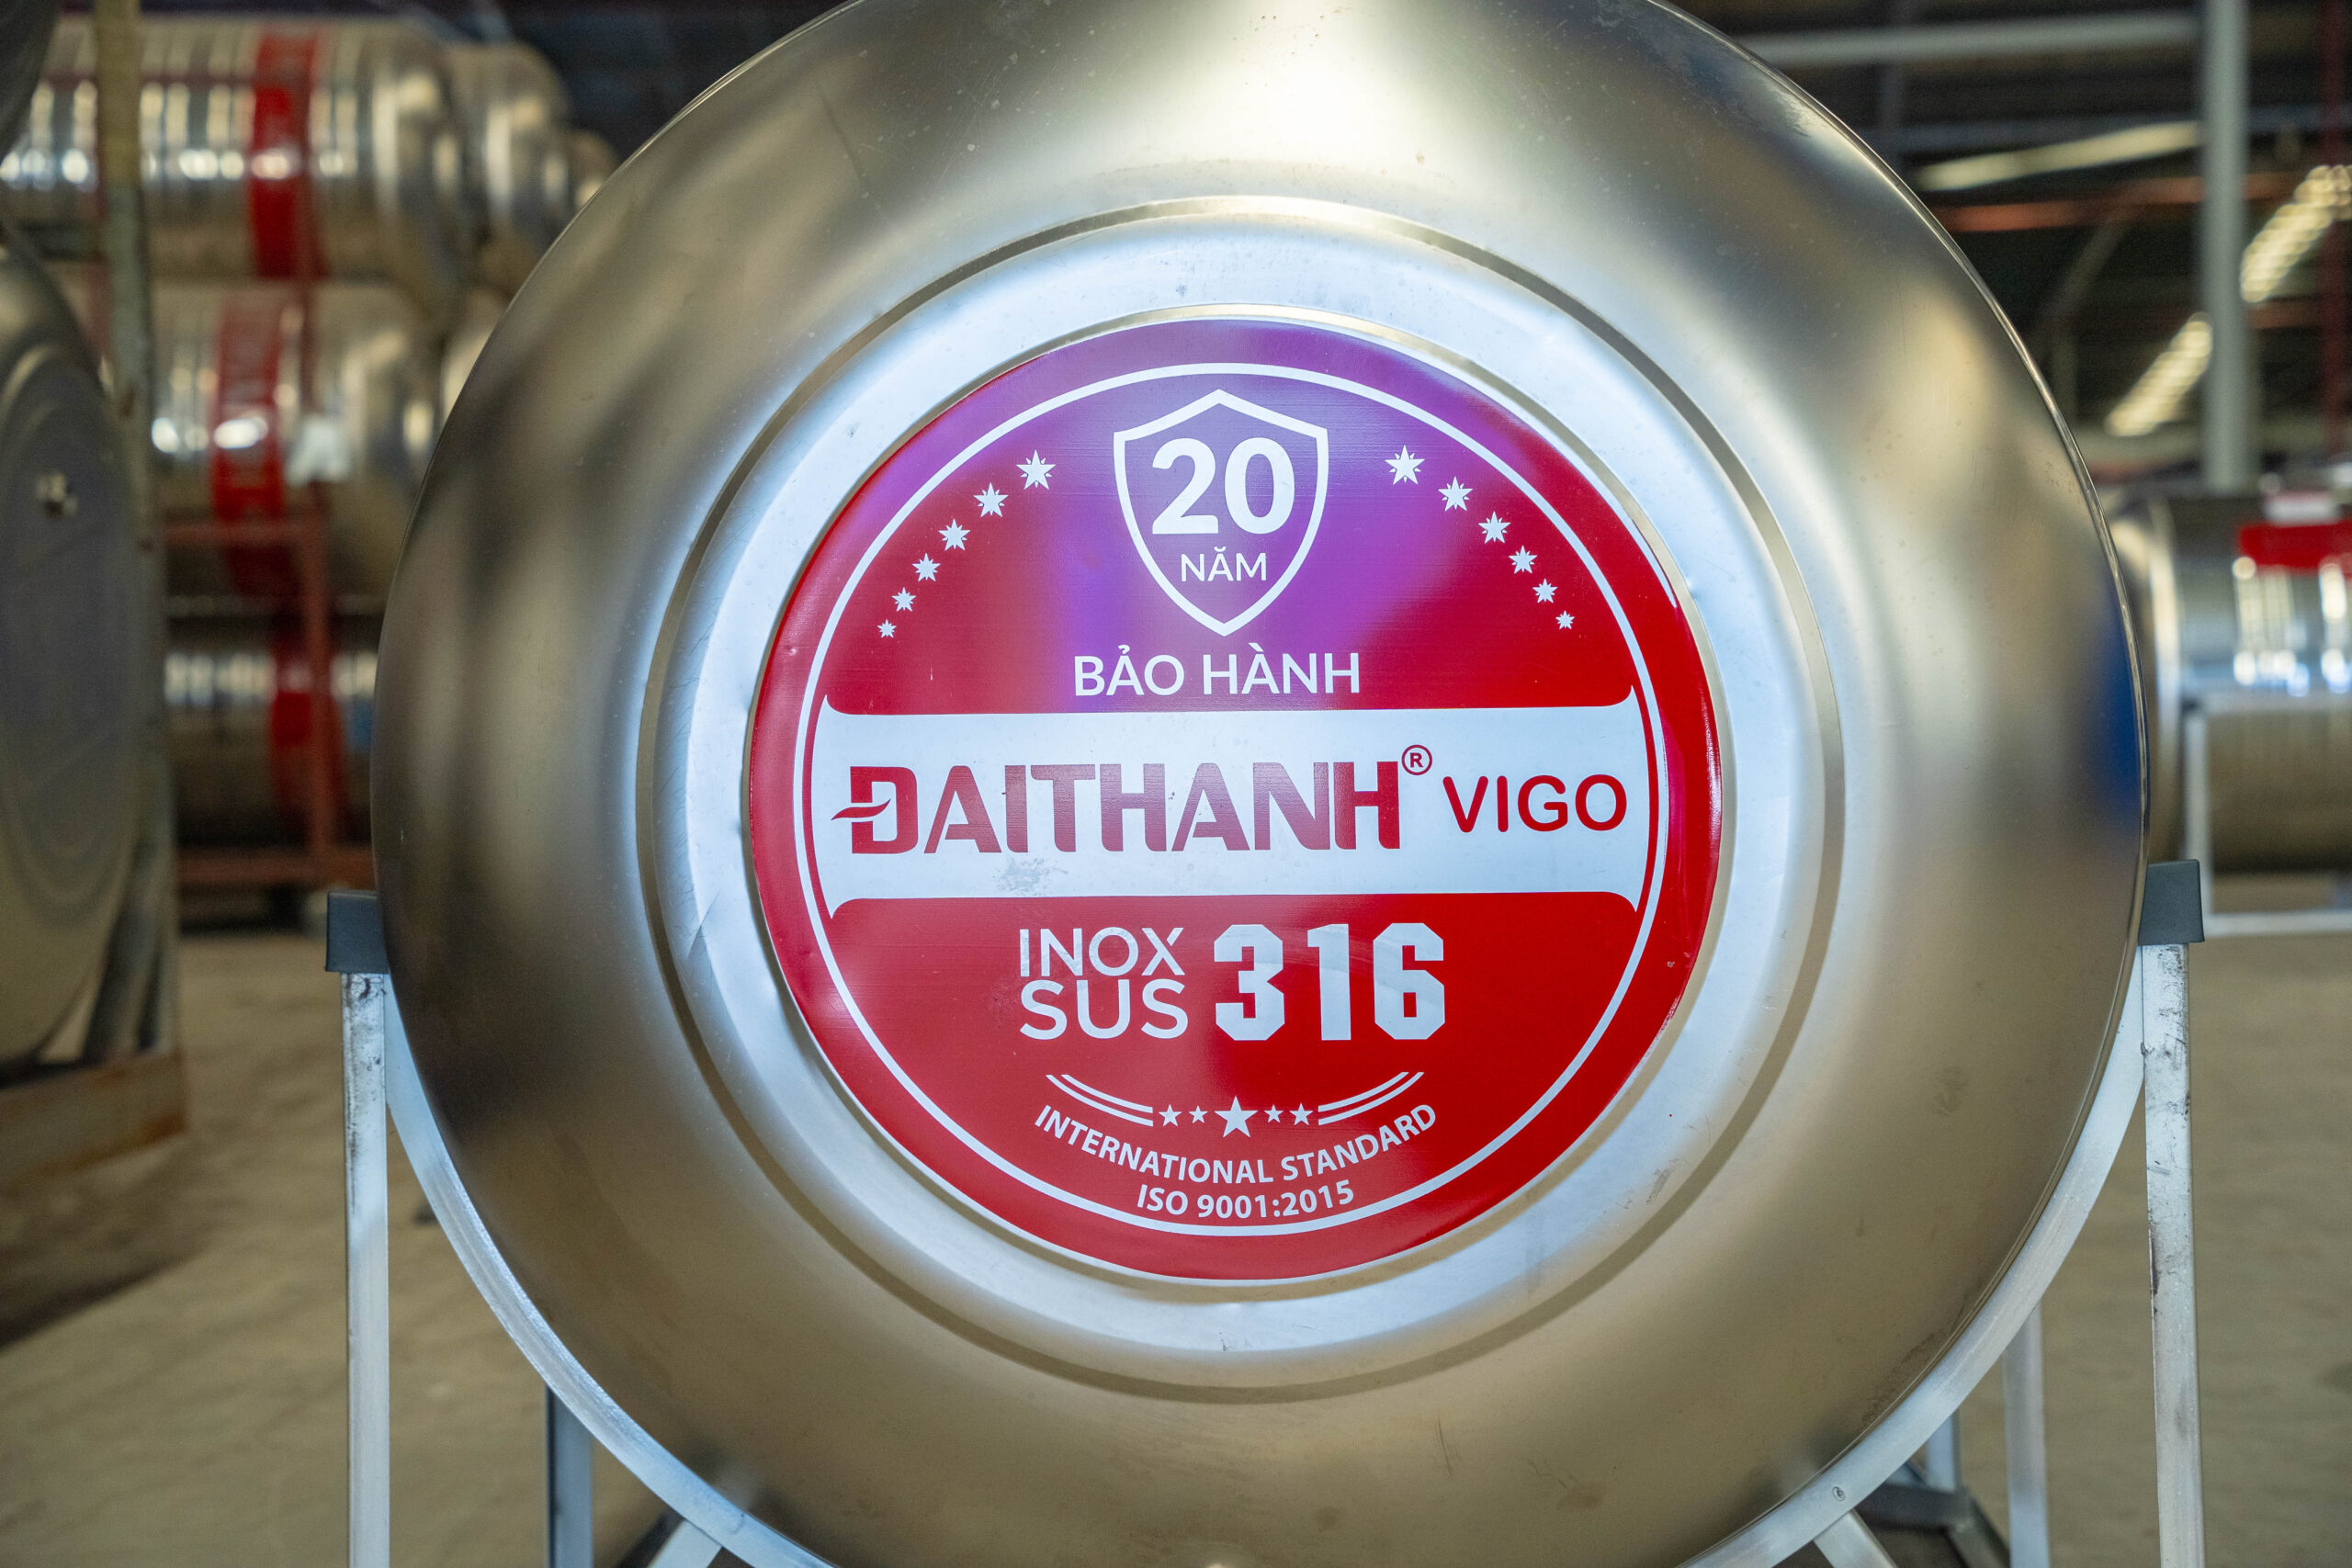 20
NĂM
BẢO HÀNH
DAITHANH® VIGO
INOX
SUS 316
INTERNATIONAL STANDARD
ISO 9001:2015